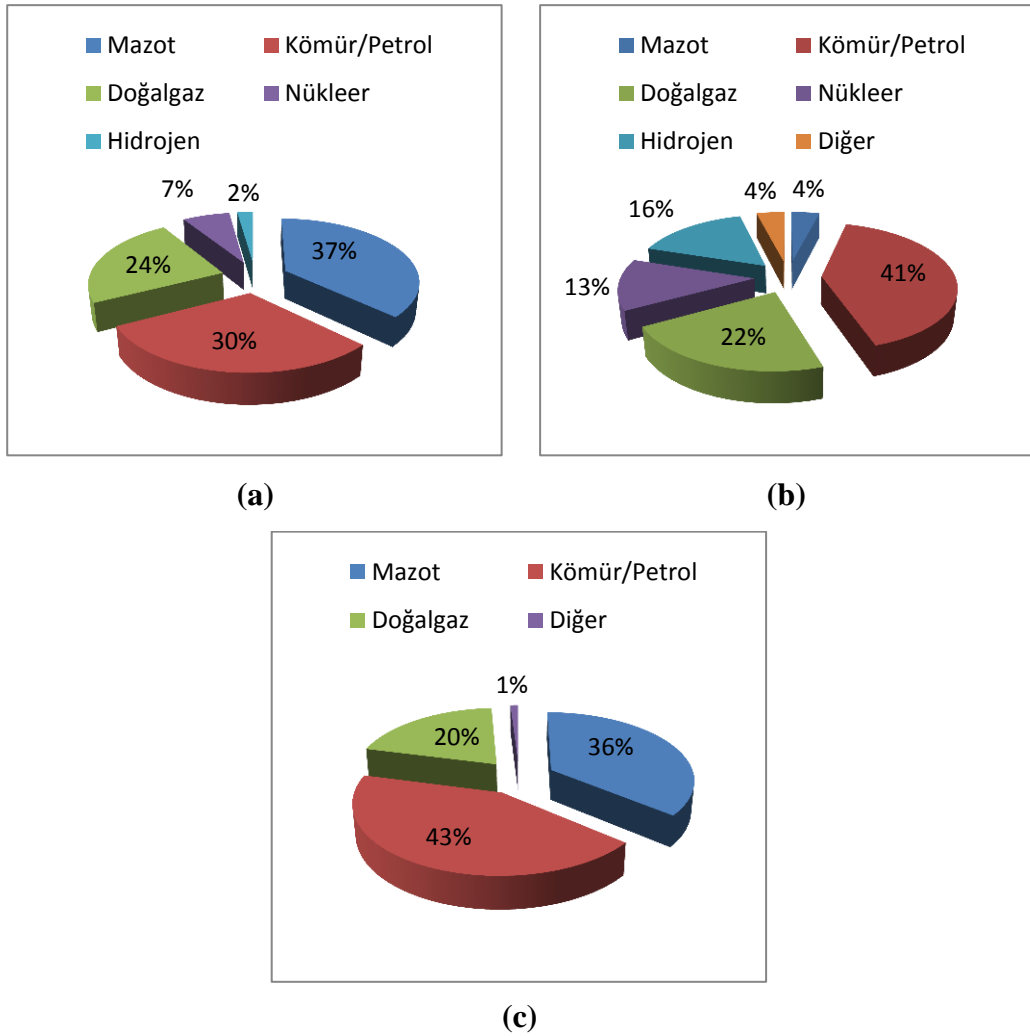 Mazot Kömür/Petrol
Doğalgaz Nükleer
Hidrojen
7% 2%
37%
24%
30%
(a)
Mazot Kömür/Petrol
Doğalgaz Nükleer
Hidrojen Diğer
4% 4%
16%
41%
13%
22%
(b)
Mazot Kömür/Petrol
Doğalgaz Diğer
1%
20% 36%
43%
(c)